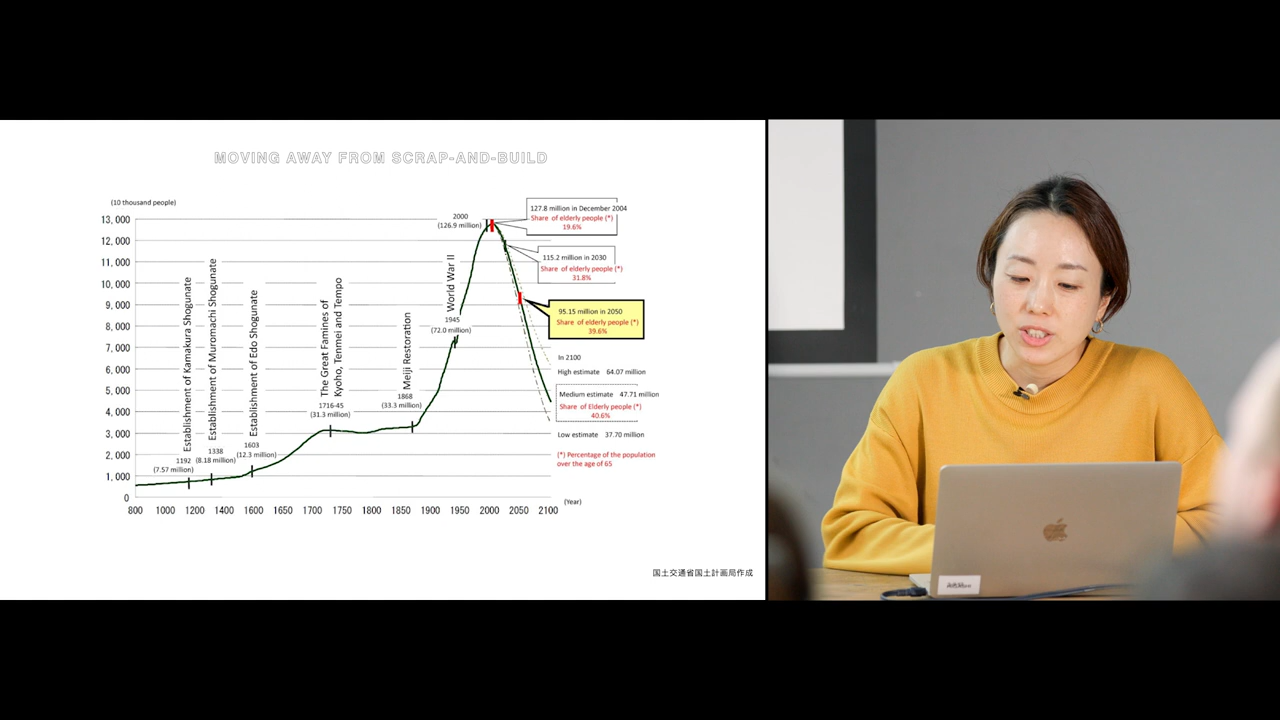 MOVING AWAY FROM SCRAP-AND-BUILD
(10 thousand people)
13,000
12,000
11,000
10,000
9,000
8,000
7,000
6,000
5,000
4,000
3,000
2,000
1,000
0
Establishment of Kamakura Shogunate
1192
(7.57 million)
Establishment of Muromachi Shogunate
1338
(8.18 million)
Establishment of Edo Shogunate
1603
(12.3 million)
The Great Famines of
Kyoho, Tenmei and Tempo
1716-45
(31.3 million)
Meiji Restoration
1868
(33.3 million)
World War II
1945
(72.0 million)
2000
(126.9 million)
127.8 million in December 2004
Share of elderly people (*)
19.6%
115.2 million in 2030
Share of elderly people (*)
31.8%
95.15 million in 2050
Share of elderly people (*)
39.6%
In 2100
High estimate 64.07 million
Medium estimate 47.71 million
Share of Elderly people (*)
40.6%
Low estimate 37.70 million
(*) Percentage of the population
over the age of 65
(Year)
800 1000 1200 1400 1600 1650 1700 1750 1800 1850 1900 1950 2000 2050 2100
国土交通省国土計画局作成